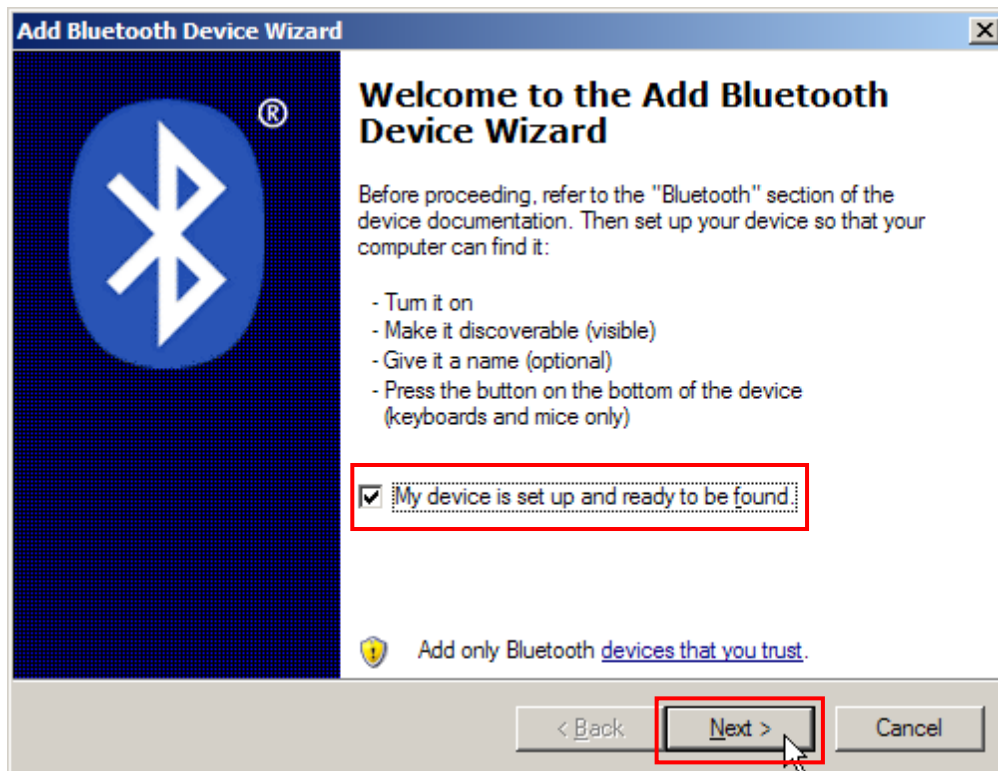 Add Bluetooth Device Wizard
®
Welcome to the Add Bluetooth
Device Wizard
Before proceeding, refer to the "Bluetooth" section of the
device documentation. Then set up your device so that your
computer can find it:
- Turn it on
- Make it discoverable (visible)
- Give it a name (optional)
- Press the button on the bottom of the device
(keyboards and mice only)
My device is set up and ready to be found.
Add only Bluetooth devices that you trust.
< Back Next > Cancel